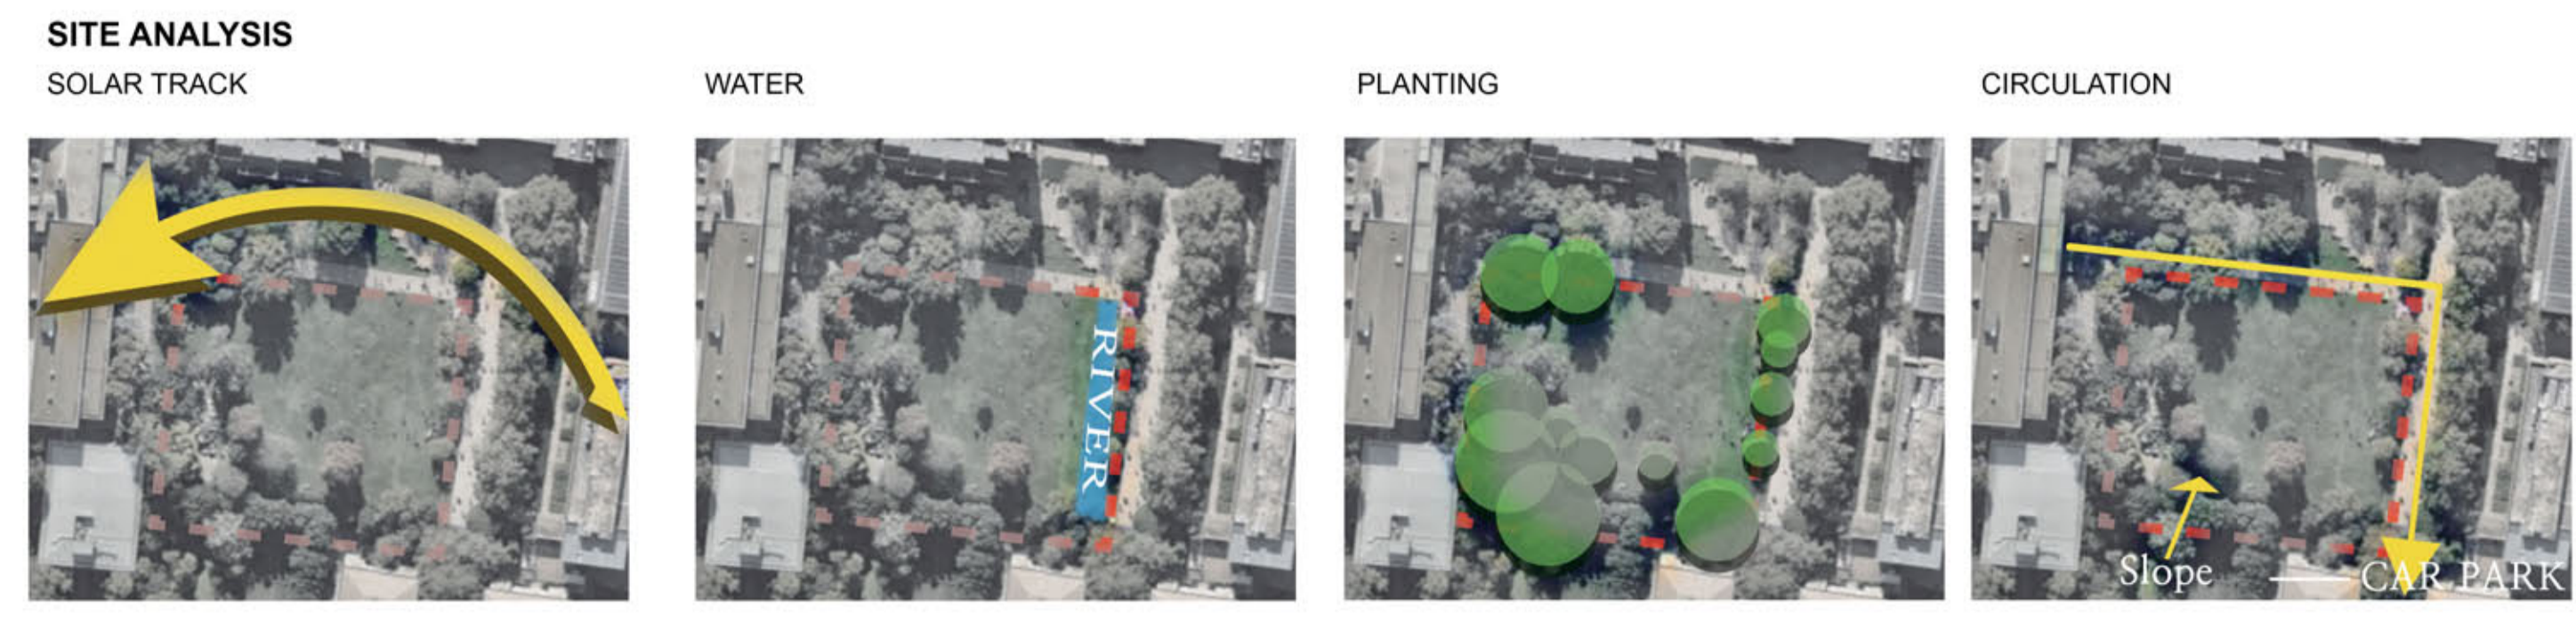 SITE ANALYSIS
SOLAR TRACK
WATER
PLANTING
CIRCULATION
RIVER
Slope
CAR PARK